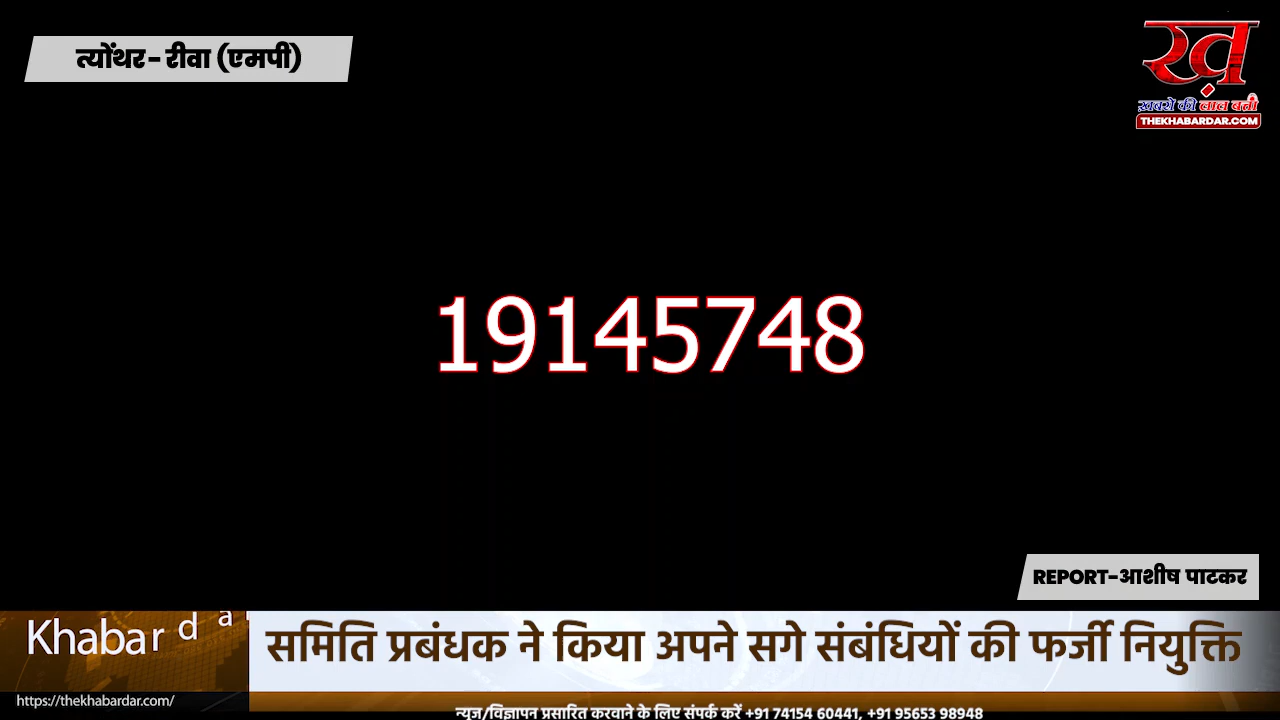 त्योंथर- रीवा (एमपी)
ख़
ख़बरों की लाल बत्ती
THEKHABARDAR.COM
19145748
REPORT-आशीष पाटकर
Khabarda
समिति प्रबंधक ने किया अपने सगे संबंधियों की फर्जी नियुक्ति
https://thekhabardar.com/
न्यूज/विज्ञापन प्रसारित करवाने के लिए संपर्क करें +91 74154 60441, +91 95653 98948